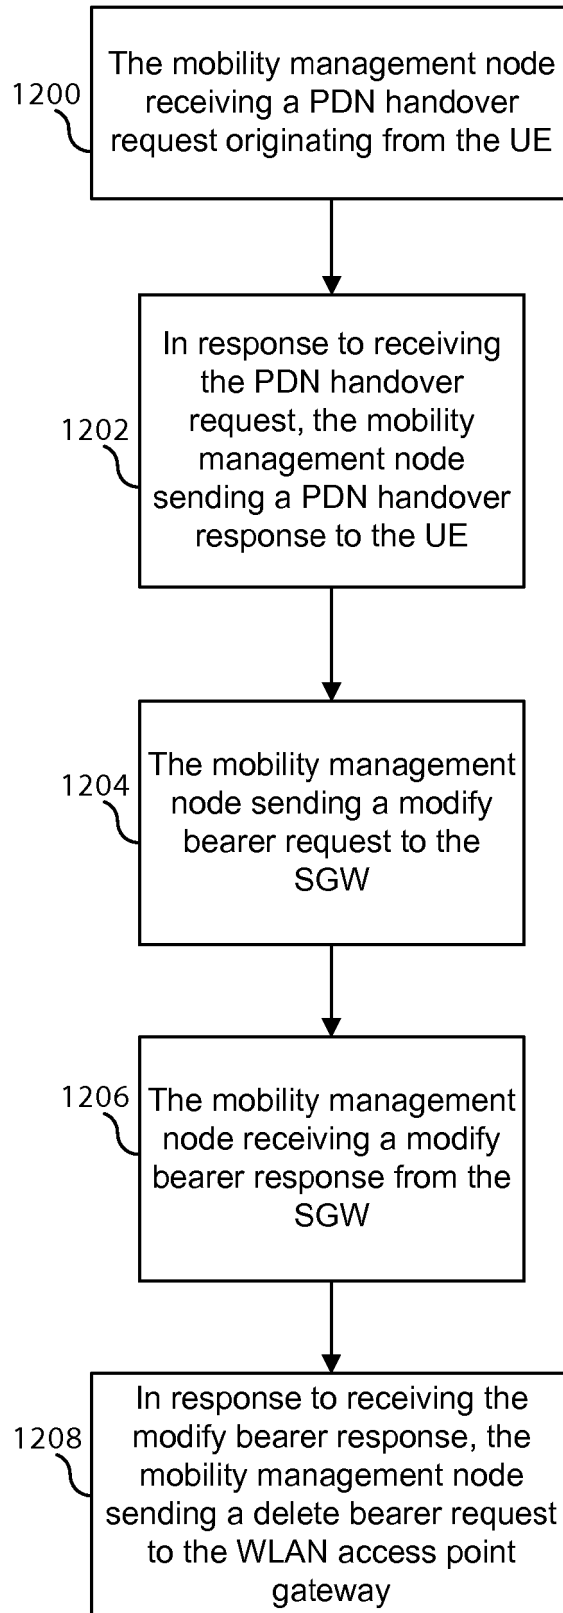 1200
The mobility management node
receiving a PDN handover
request originating from the UE
1202
In response to receiving
the PDN handover
request, the mobility
management node
sending a PDN handover
response to the UE
1204
The mobility management
node sending a modify
bearer request to the
SGW
1206
The mobility management
node receiving a modify
bearer response from the
SGW
1208
In response to receiving the
modify bearer response, the
mobility management node
sending a delete bearer request
to the WLAN access point
gateway